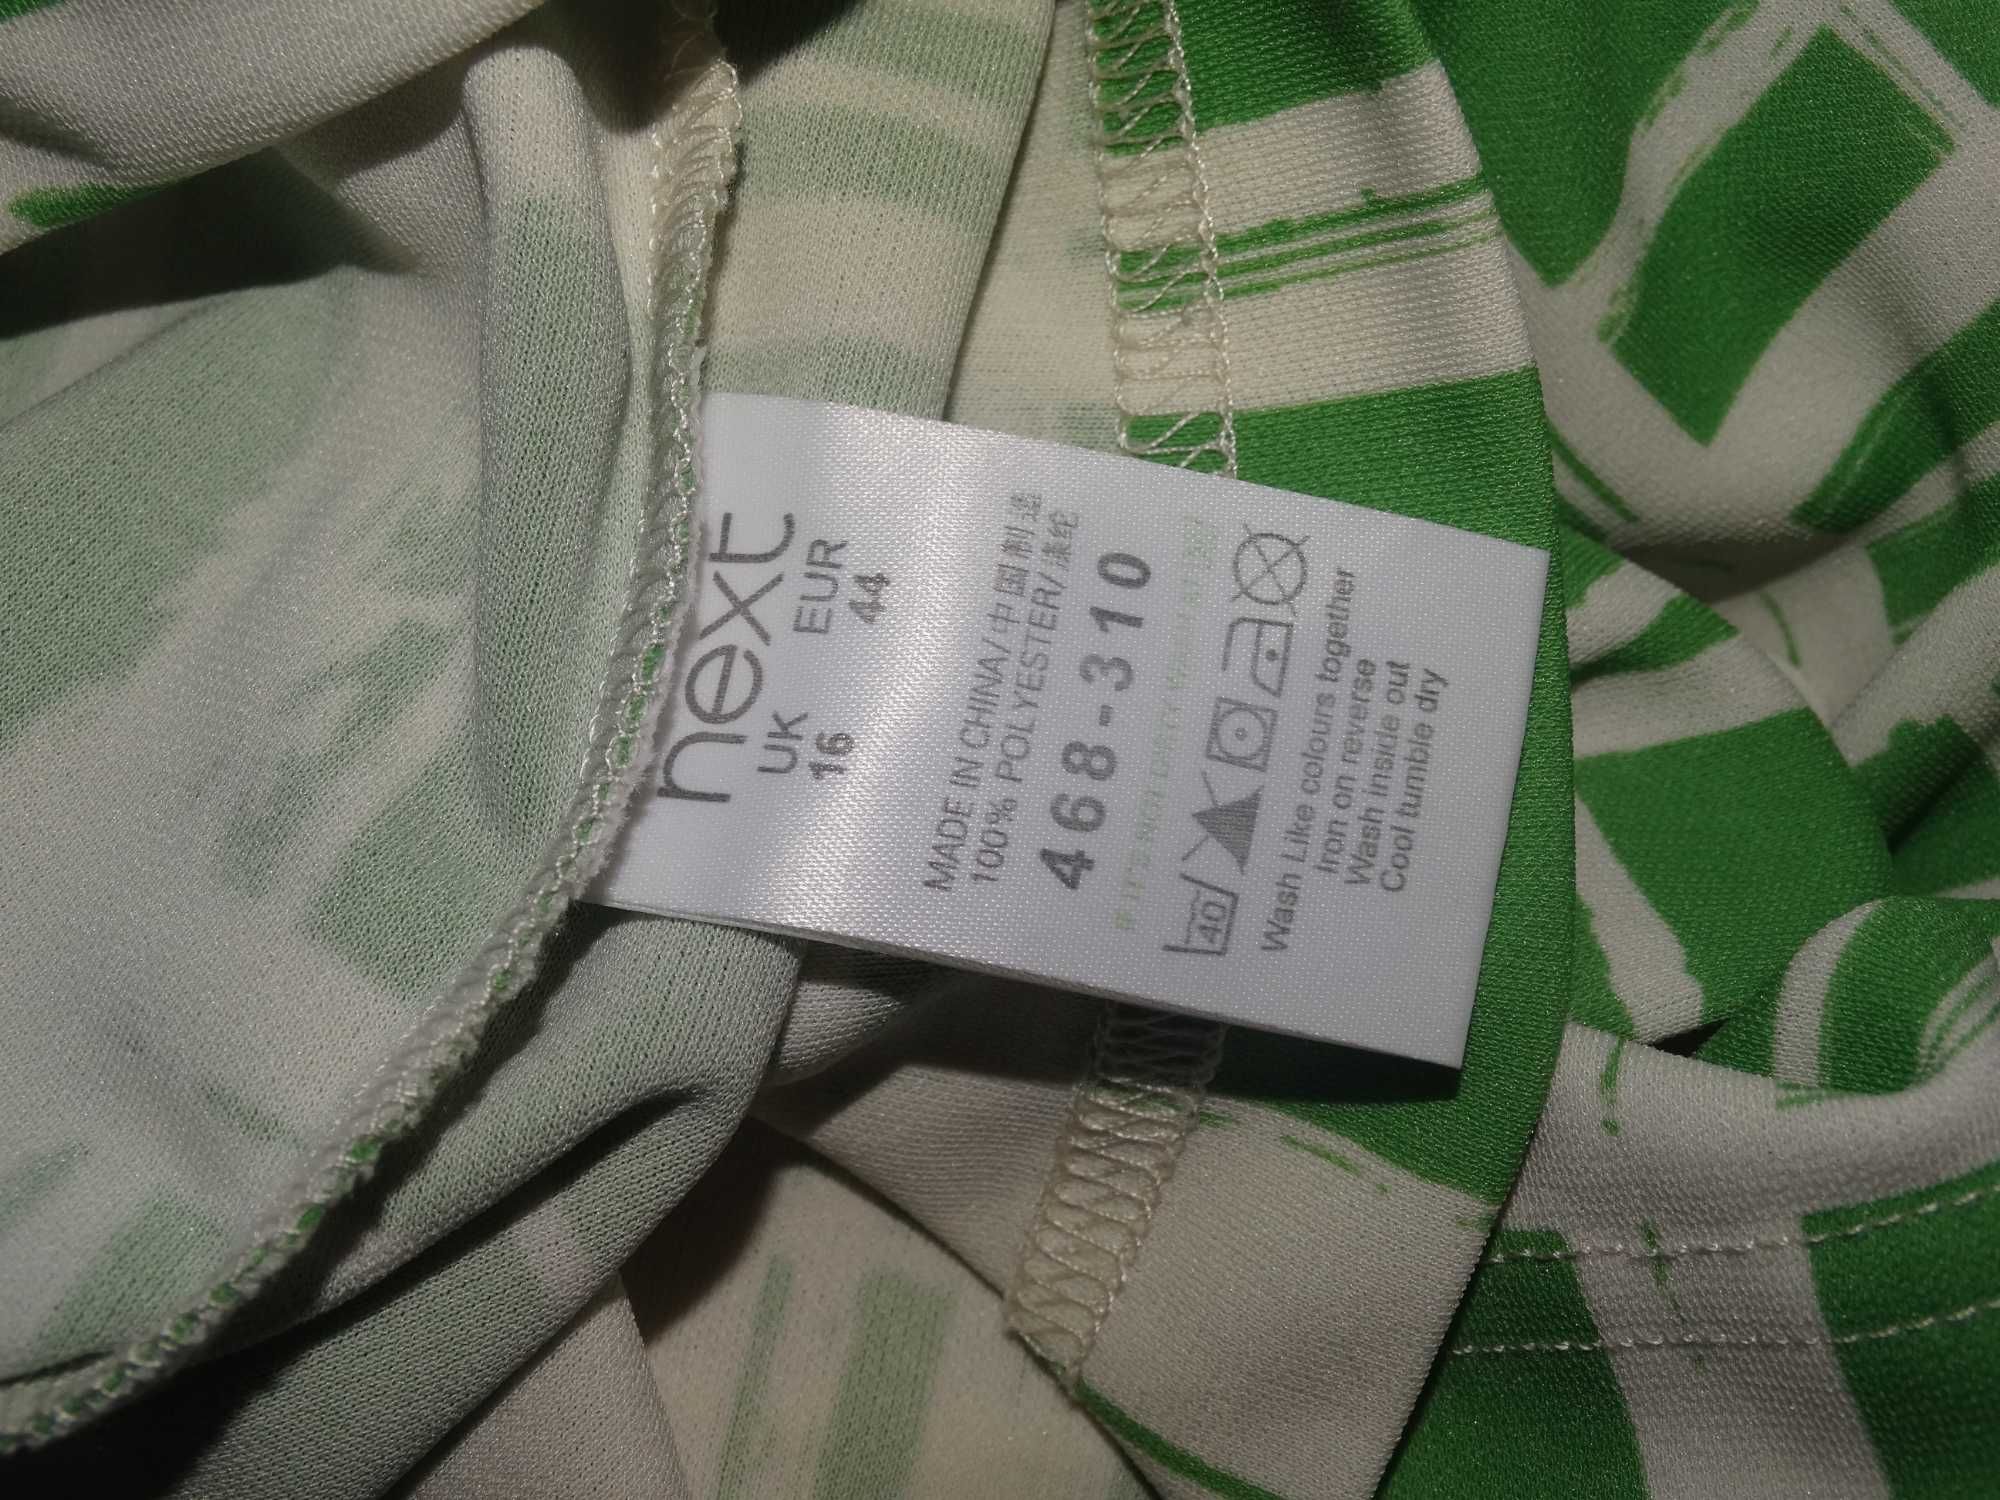 next
UK EUR
16 44
MADE IN CHINA/中国制造
100% POLYESTER/涤纶
468-310
40
Wash Like colours together
Iron on reverse
Wash inside out
Cool tumble dry